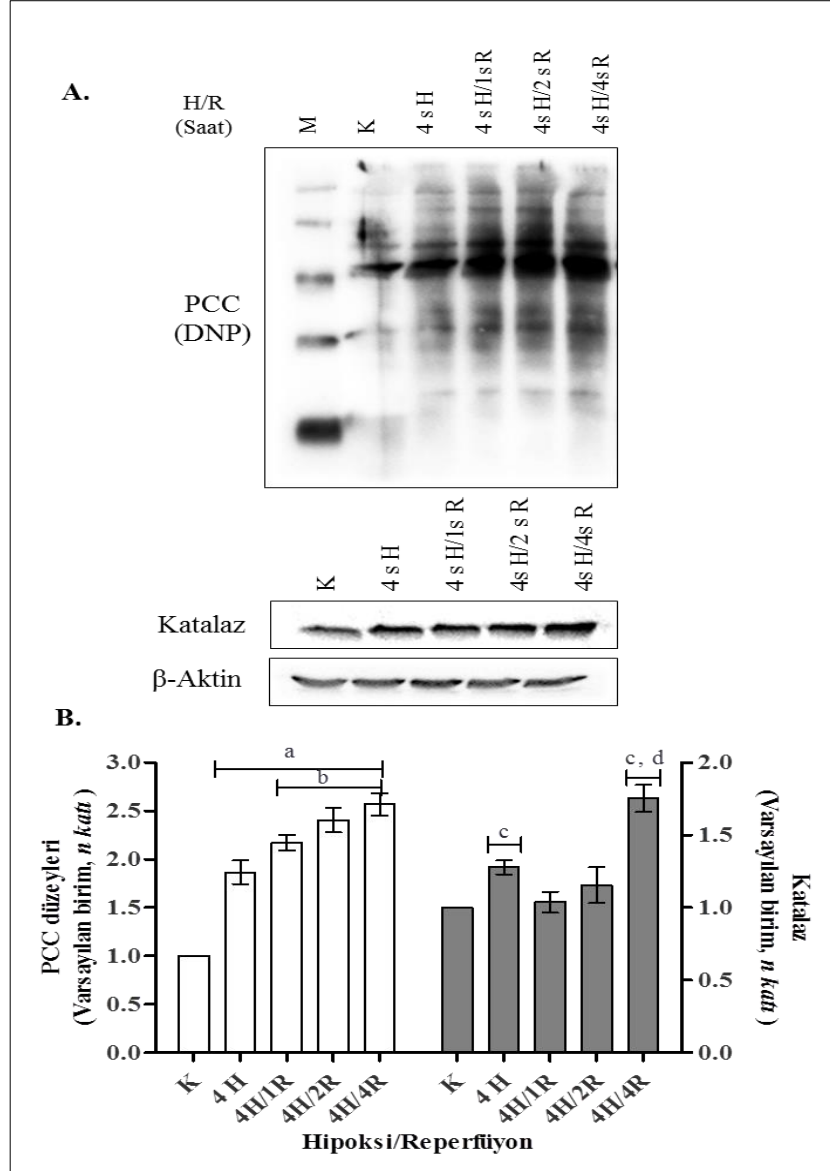 A.
H/R
(Saat)
M
K
4 s H
4 s H/1s R
4s H/2 s R
4s H/4s R
PCC
(DNP)
K
4 s H
4 s H/1s R
4s H/2 s R
4s H/4s R
Katalaz
β-Aktin
B.
PCC düzeyleri
(Varsayılan birim, n katı)
3.0
2.5
2.0
1.5
1.0
0.5
0.0
a
b
c
c, d
2.0
1.5
1.0
0.5
0.0
Katalaz
(Varsayılan birim, n katı )
K
4 H
4H/1R
4H/2R
4H/4R
K
4 H
4H/1R
4H/2R
4H/4R
Hipoksi/Reperfüyon